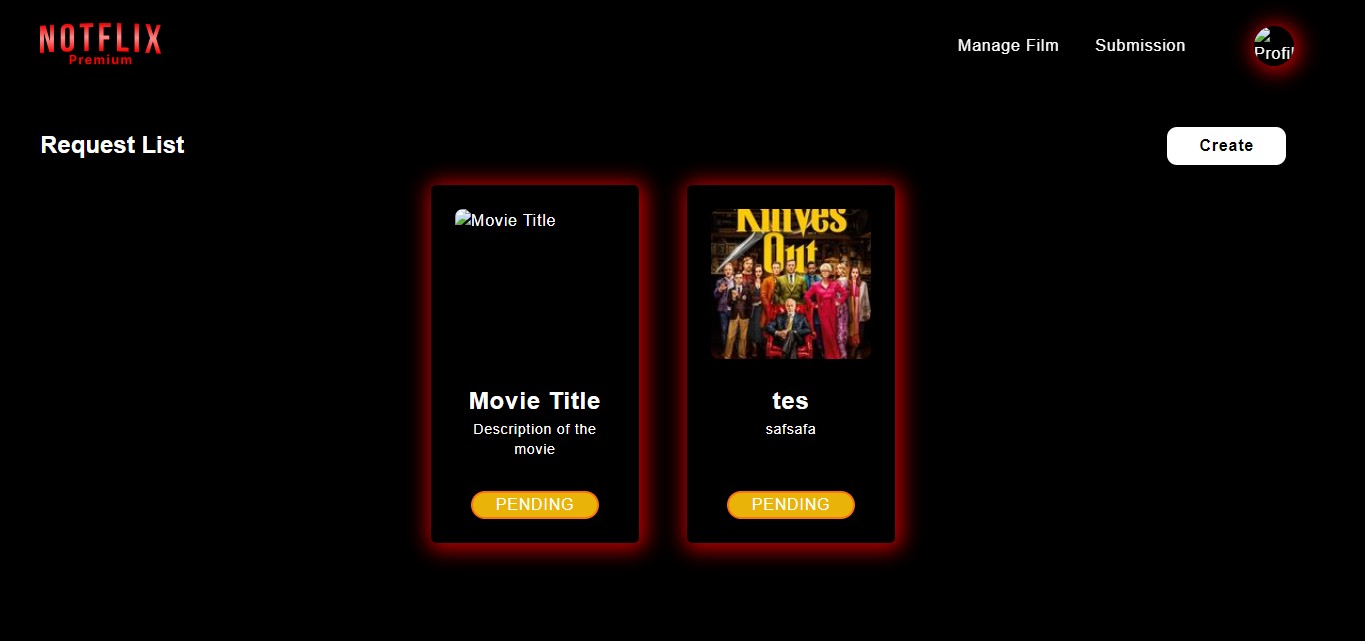 NOTFLIX
Premium
Manage Film
Submission
Profil
Request List
Create
Movie Title
Knives
Out
Movie Title
Description of the
movie
PENDING
tes
safsafa
PENDING